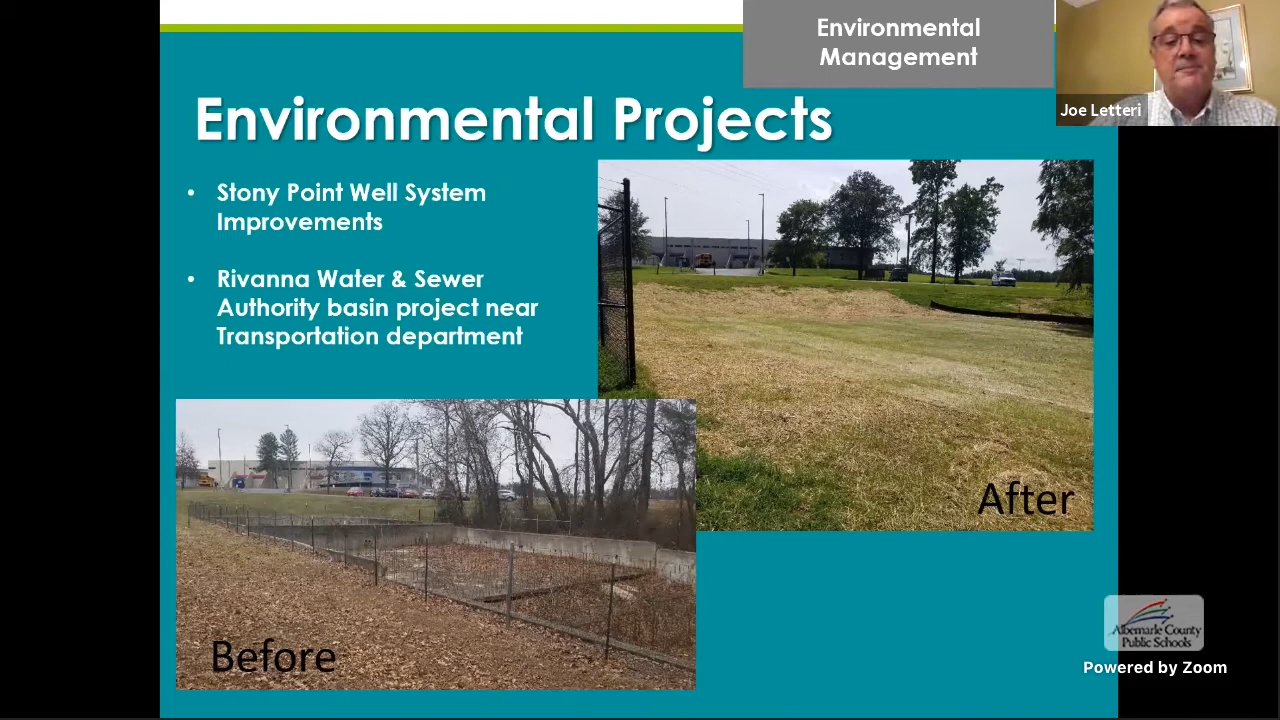 Environmental
Management
Joe Letteri
Environmental Projects
• Stony Point Well System
Improvements
• Rivanna Water & Sewer
Authority basin project near
Transportation department
After
Before
Albemarle County
Public Schools
Powered by Zoom